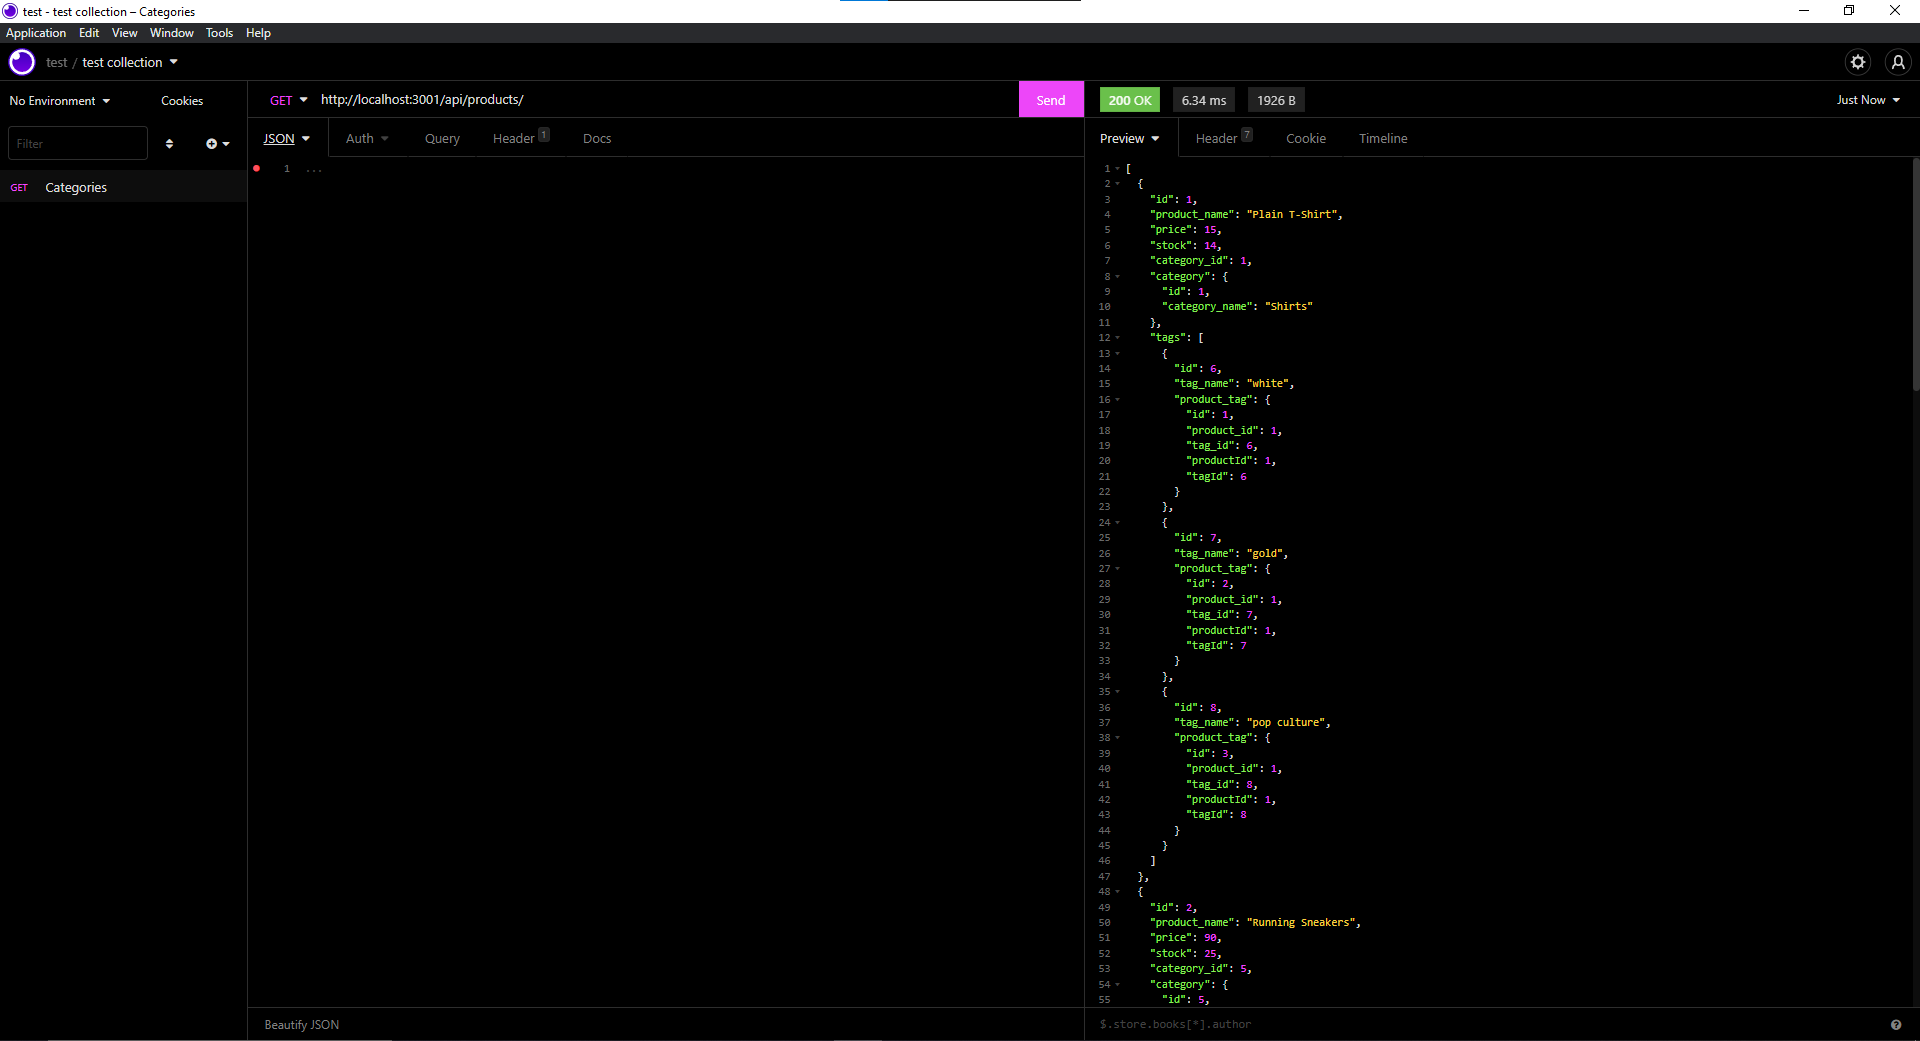 test - test collection – Categories
Application Edit View Window Tools Help
test / test collection
No Environment Cookies
GET http://localhost:3001/api/products/ Send
200 OK 6.34 ms 1926 B Just Now
Filter
JSON Auth Query Header 1 Docs
Preview Header 7 Cookie Timeline
GET Categories
1 ...
1 [
2 {
3 "id": 1,
4 "product_name": "Plain T-Shirt",
5 "price": 15,
6 "stock": 14,
7 "category_id": 1,
8 "category": {
9 "id": 1,
10 "category_name": "Shirts"
11 },
12 "tags": [
13 {
14 "id": 6,
15 "tag_name": "white",
16 "product_tag": {
17 "id": 1,
18 "product_id": 1,
19 "tag_id": 6,
20 "productId": 1,
21 "tagId": 6
22 }
23 },
24 {
25 "id": 7,
26 "tag_name": "gold",
27 "product_tag": {
28 "id": 2,
29 "product_id": 1,
30 "tag_id": 7,
31 "productId": 1,
32 "tagId": 7
33 }
34 },
35 {
36 "id": 8,
37 "tag_name": "pop culture",
38 "product_tag": {
39 "id": 3,
40 "product_id": 1,
41 "tag_id": 8,
42 "productId": 1,
43 "tagId": 8
44 }
45 }
46 ]
47 },
48 {
49 "id": 2,
50 "product_name": "Running Sneakers",
51 "price": 90,
52 "stock": 25,
53 "category_id": 5,
54 "category": {
55 "id": 5,
Beautify JSON
$.store.books[*].author